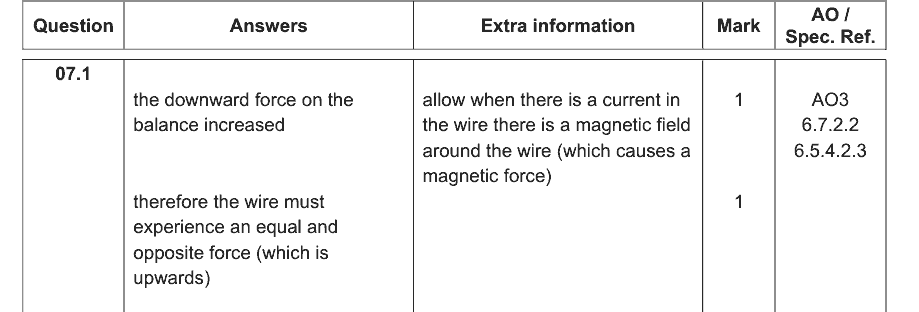 Question Answers Extra information Mark AO /
Spec. Ref.
07.1
the downward force on the
balance increased
allow when there is a current in
the wire there is a magnetic field
around the wire (which causes a
magnetic force)
1
AO3
6.7.2.2
6.5.4.2.3
therefore the wire must
experience an equal and
opposite force (which is
upwards)
1